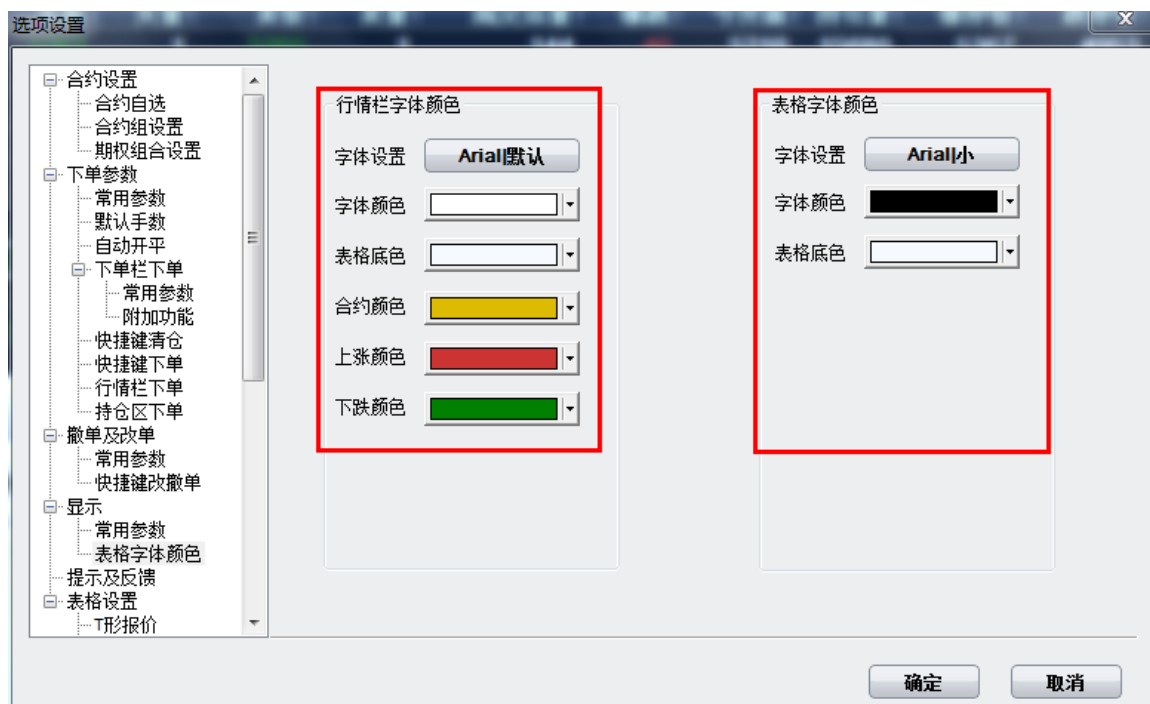 选项设置
合约设置
合约自选
合约组设置
期权组合设置
下单参数
常用参数
默认手数
自动开平
下单栏下单
常用参数
附加功能
快捷键清仓
快捷键下单
行情栏下单
持仓区下单
撤单及改单
常用参数
快捷键改撤单
显示
常用参数
表格字体颜色
提示及反馈
表格设置
T形报价
行情栏字体颜色
字体设置 Arial|默认
字体颜色
表格底色
合约颜色
上涨颜色
下跌颜色
表格字体颜色
字体设置 Arial|小
字体颜色
表格底色
确定 取消